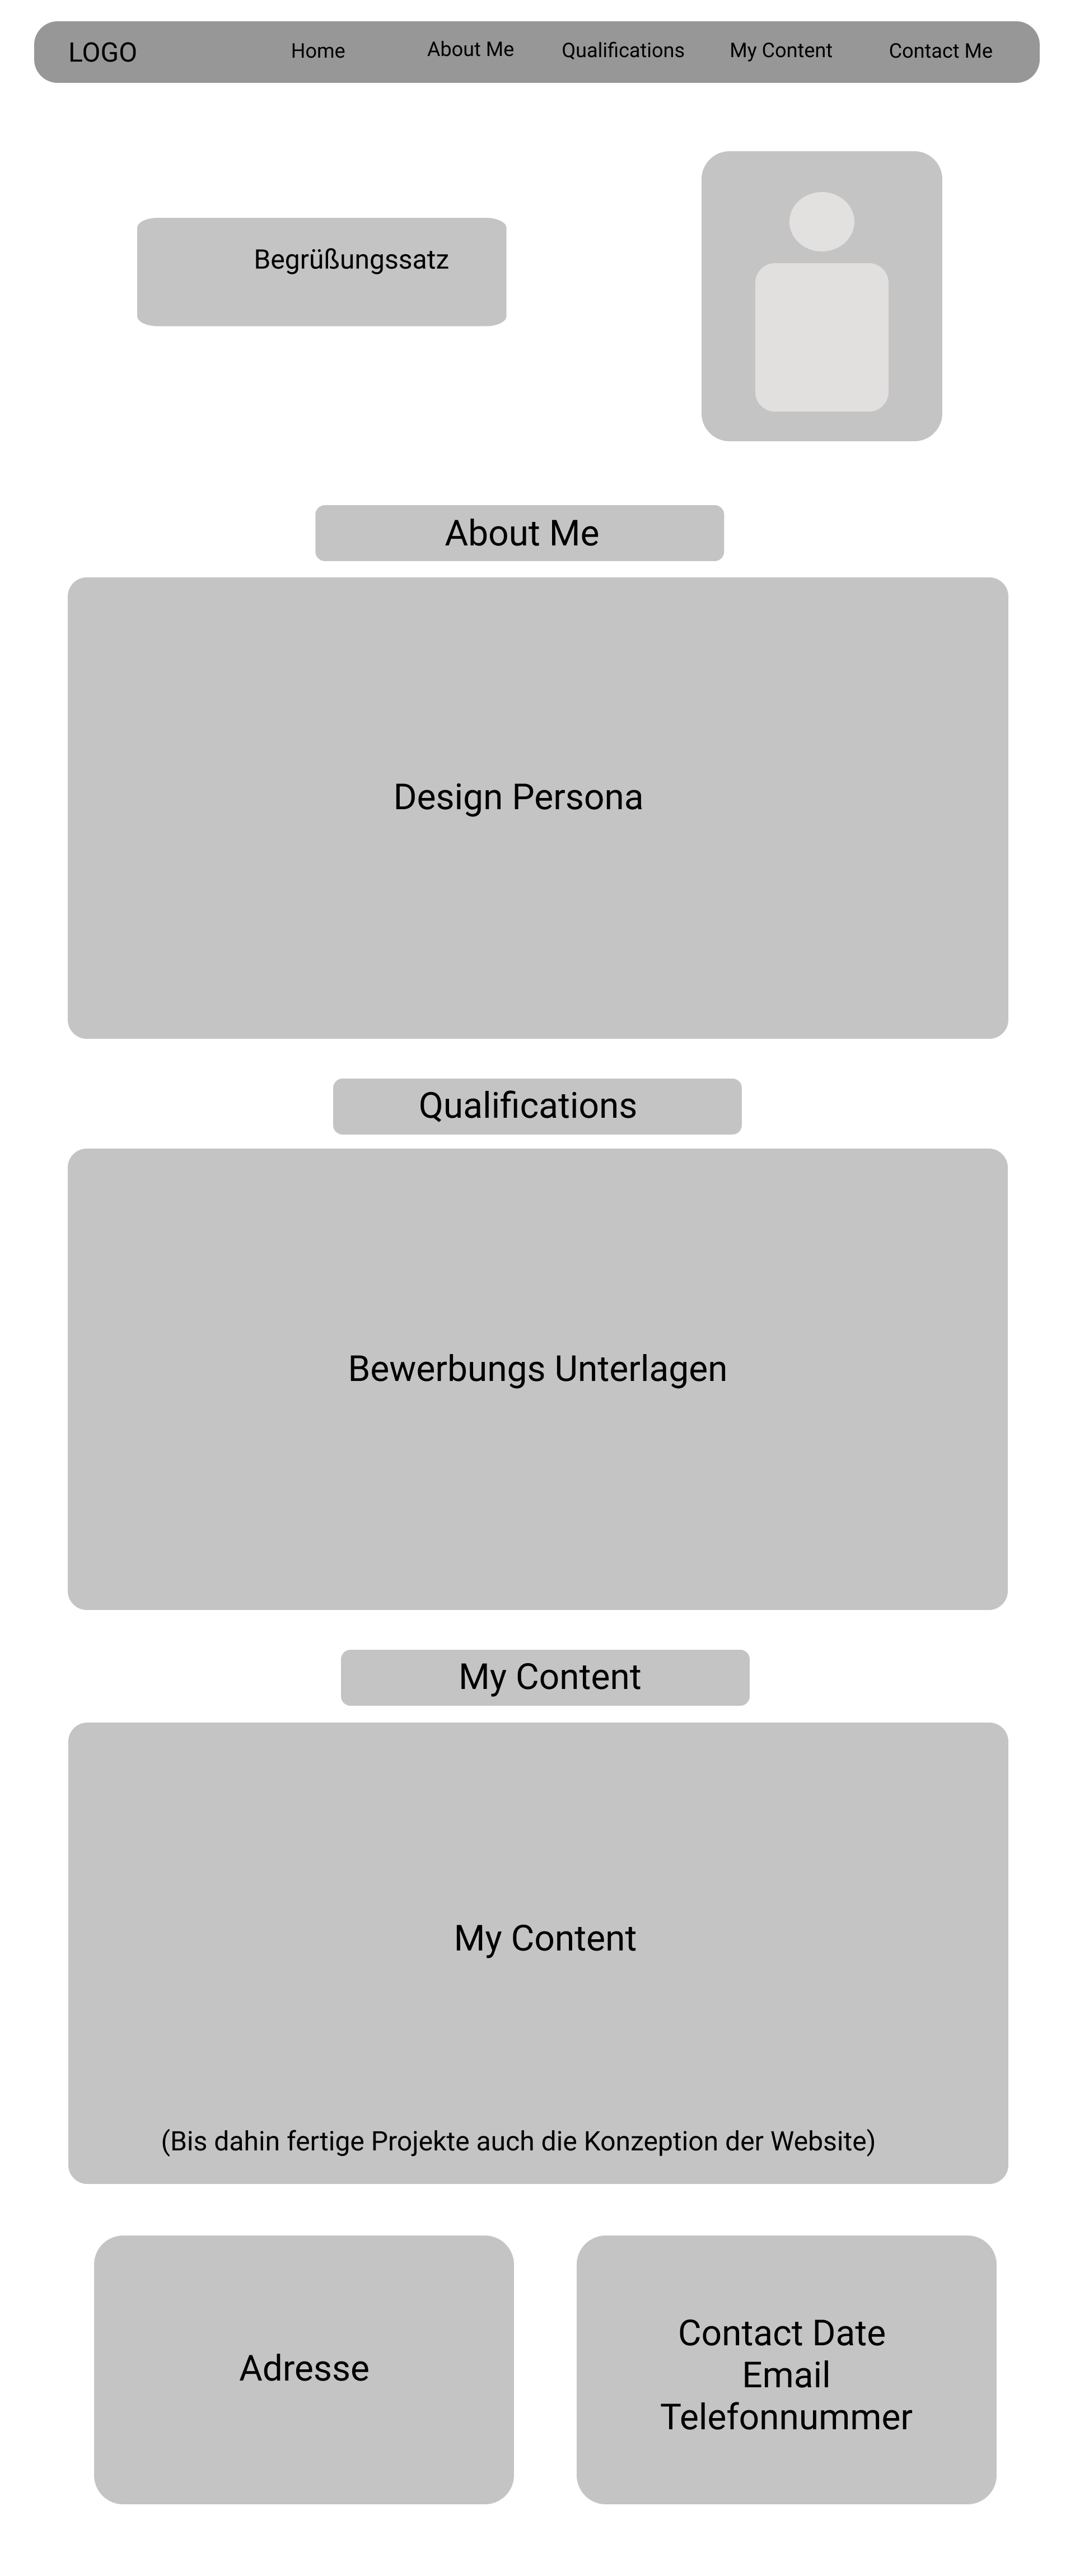 LOGO
Home
About Me
Qualifications
My Content
Contact Me
Begrüßungssatz
About Me
Design Persona
Qualifications
Bewerbungs Unterlagen
My Content
My Content
(Bis dahin fertige Projekte auch die Konzeption der Website)
Adresse
Contact Date
Email
Telefonnummer